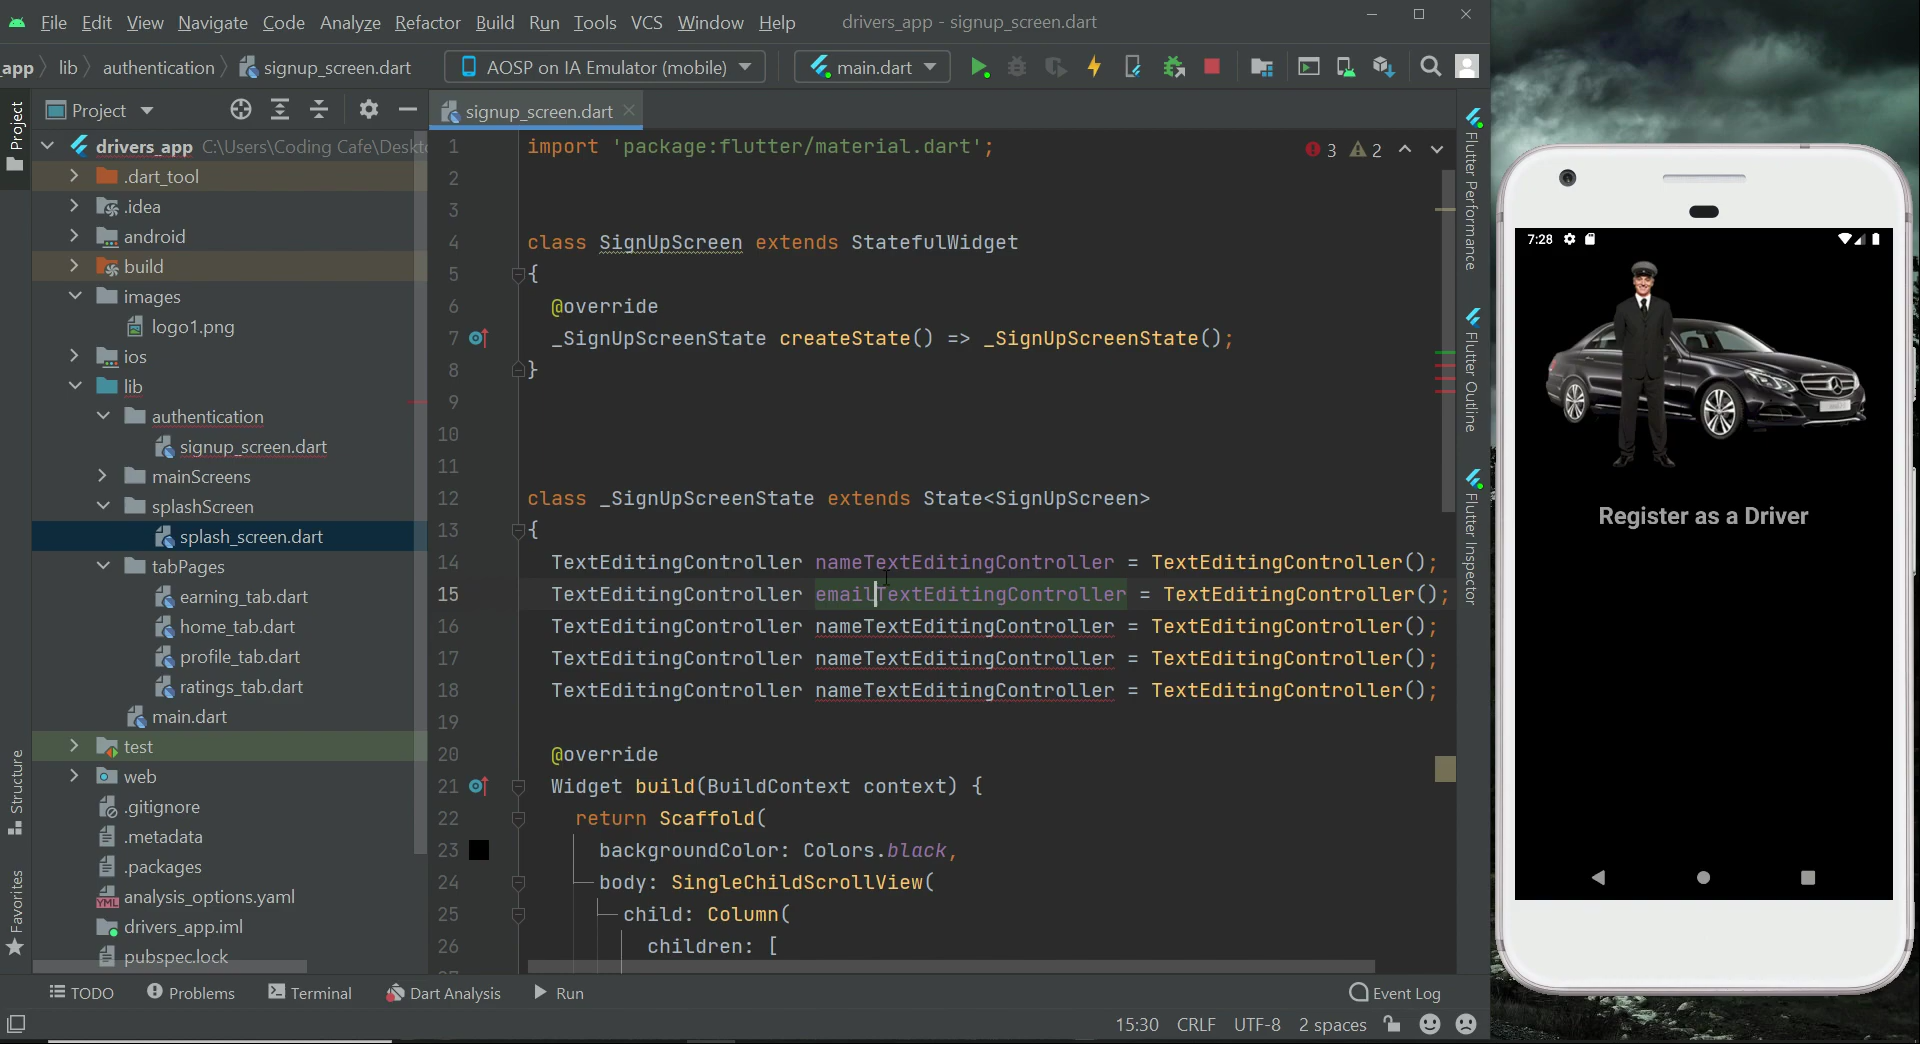 File Edit View Navigate Code Analyze Refactor Build Run Tools VCS Window Help drivers_app - signup_screen.dart
_app lib authentication signup_screen.dart AOSP on IA Emulator (mobile) main.dart
Project signup_screen.dart
drivers_app C:\Users\Coding Cafe\Deskt
.dart_tool
.idea
android
build
images
logo1.png
ios
lib
authentication
signup_screen.dart
mainScreens
splashScreen
splash_screen.dart
tabPages
earning_tab.dart
home_tab.dart
profile_tab.dart
ratings_tab.dart
main.dart
test
web
.gitignore
.metadata
.packages
analysis_options.yaml
drivers_app.iml
pubspec.lock
Project
Structure
Favorites
1 import 'package:flutter/material.dart'; 3 2
2
3
4 class SignUpScreen extends StatefulWidget
5 {
6 @override
7 _SignUpScreenState createState() => _SignUpScreenState();
8 }
9
10
11
12 class _SignUpScreenState extends State<SignUpScreen>
13 {
14 TextEditingController nameTextEditingController = TextEditingController();
15 TextEditingController emailTextEditingController = TextEditingController();
16 TextEditingController nameTextEditingController = TextEditingController();
17 TextEditingController nameTextEditingController = TextEditingController();
18 TextEditingController nameTextEditingController = TextEditingController();
19
20 @override
21 Widget build(BuildContext context) {
22 return Scaffold(
23 backgroundColor: Colors.black,
24 body: SingleChildScrollView(
25 child: Column(
26 children: [
Flutter Performance
Flutter Outline
Flutter Inspector
TODO Problems Terminal Dart Analysis Run Event Log
15:30 CRLF UTF-8 2 spaces
7:28
Register as a Driver